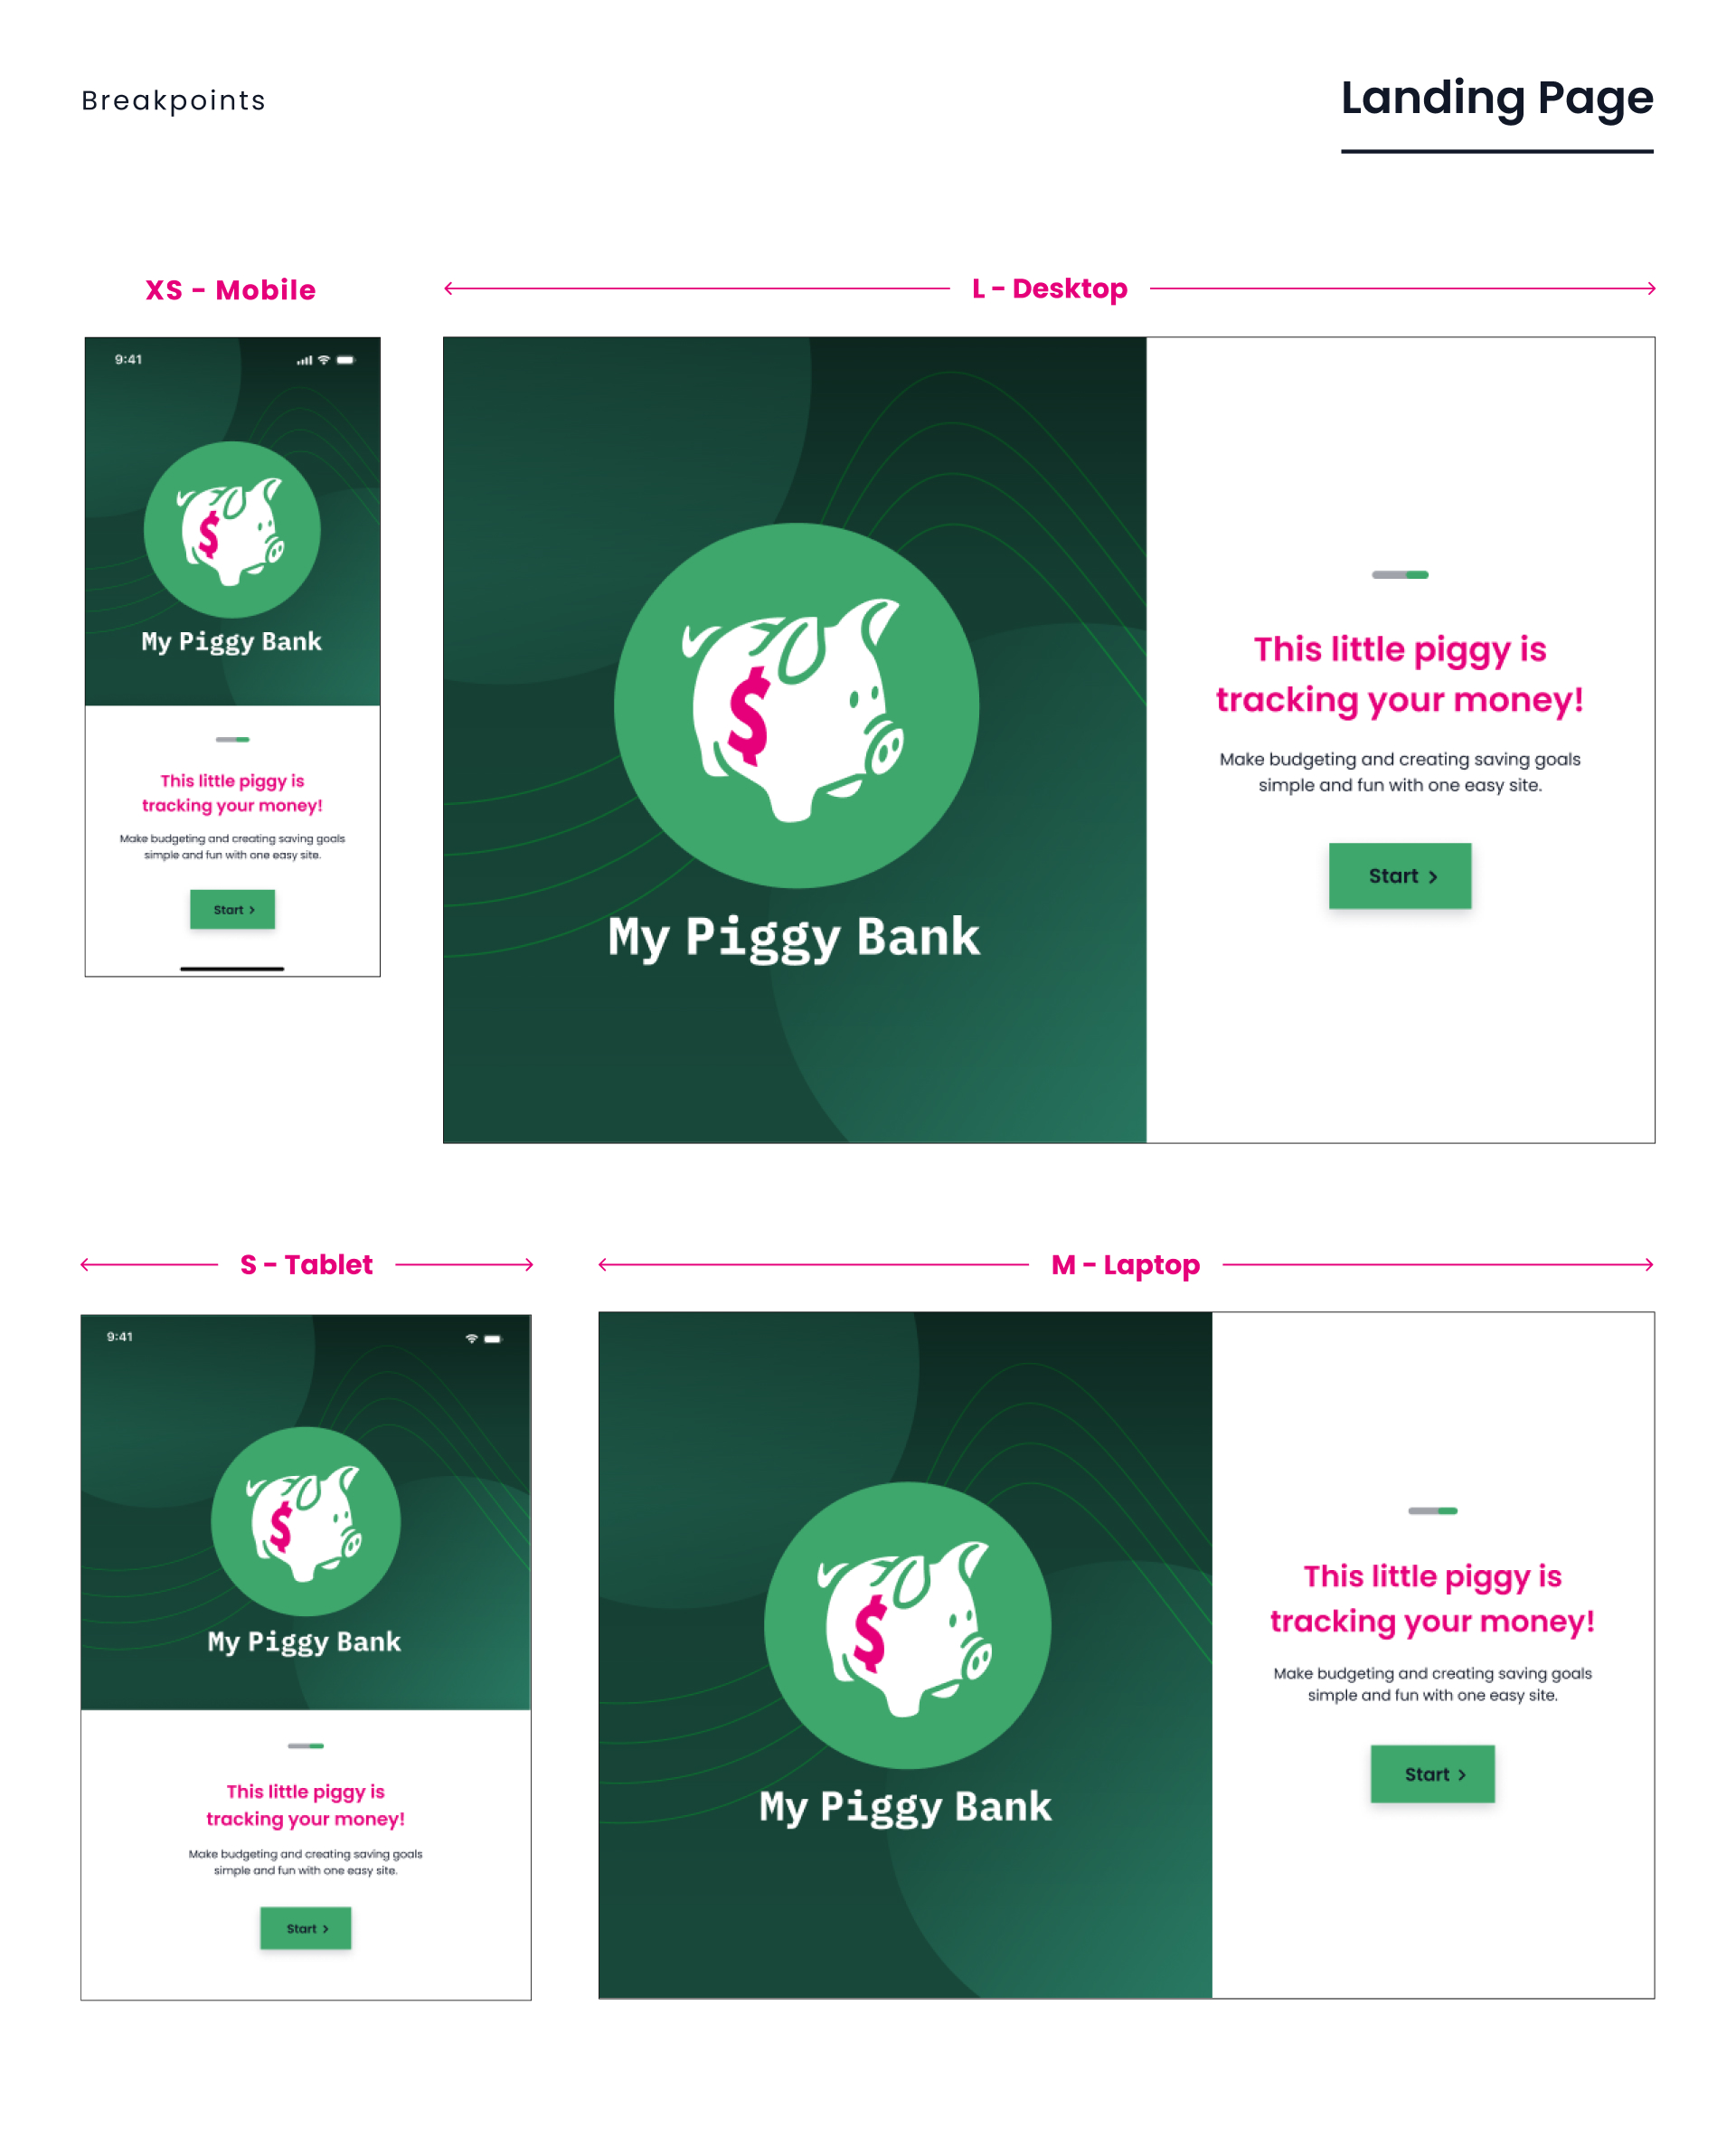 Breakpoints
Landing Page
XS - Mobile
9:41
$
My Piggy Bank
This little piggy is
tracking your money!
Make budgeting and creating saving goals
simple and fun with one easy site.
Start >
L - Desktop
$
My Piggy Bank
This little piggy is
tracking your money!
Make budgeting and creating saving goals
simple and fun with one easy site.
Start >
S - Tablet
9:41
$
My Piggy Bank
This little piggy is
tracking your money!
Make budgeting and creating saving goals
simple and fun with one easy site.
Start >
M - Laptop
$
My Piggy Bank
This little piggy is
tracking your money!
Make budgeting and creating saving goals
simple and fun with one easy site.
Start >